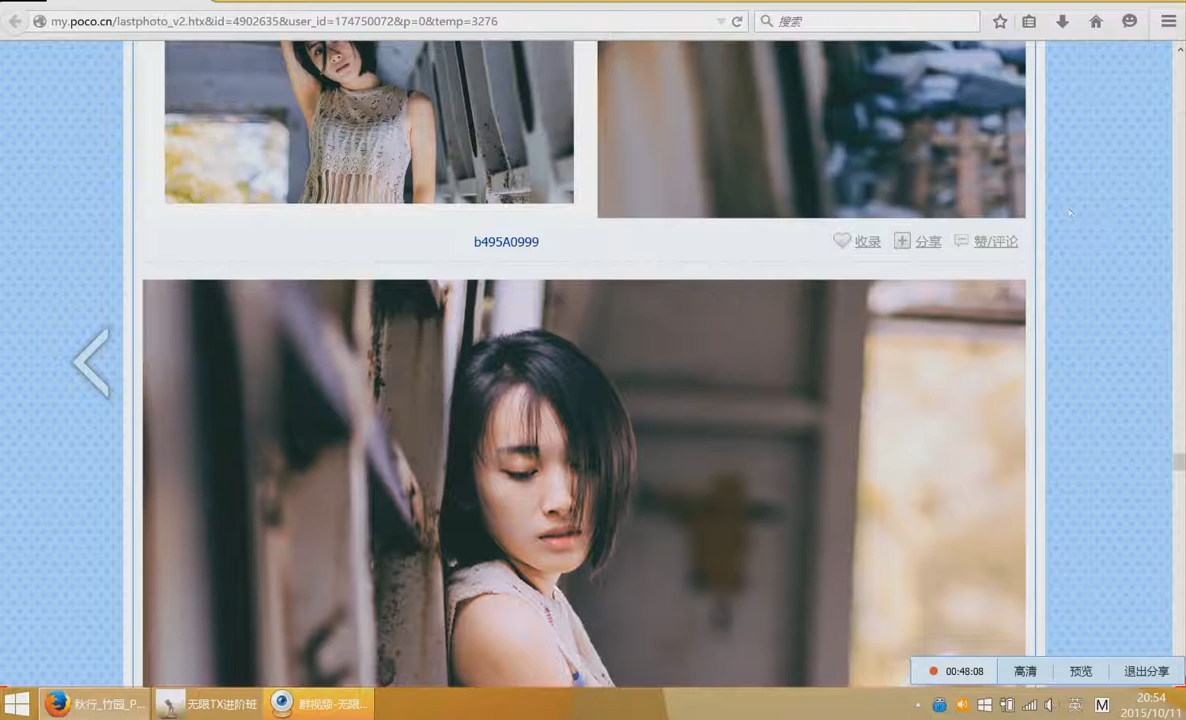 my.poco.cn/lastphoto_v2.htx&id=4902635&user_id=174750072&p=0&temp=3276
搜索
b495A0999
收录
分享
赞/评论
00:48:08
高清
预览
退出分享
秋行_竹园_P...
无限TX进阶班
群视频-无限...
英
M
20:54
2015/10/11